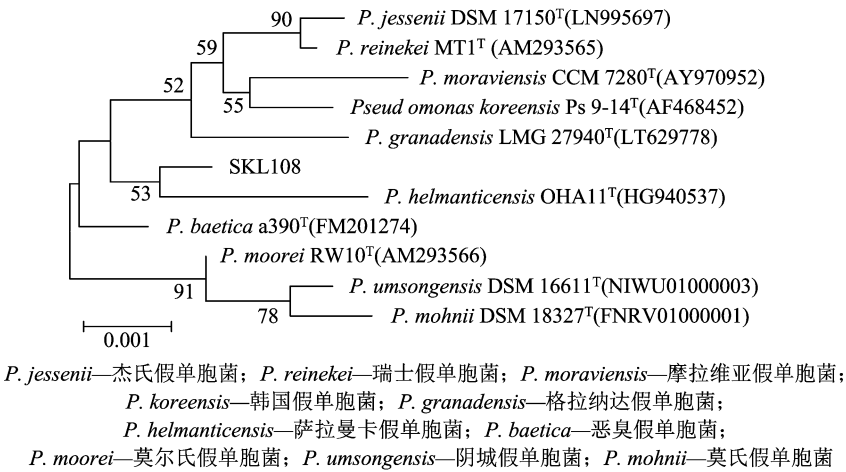 90 P. jessenii DSM 17150ᵀ(LN995697)
59 P. reinekei MT1ᵀ (AM293565)
52 P. moraviensis CCM 7280ᵀ(AY970952)
55 Pseud omonas koreensis Ps 9-14ᵀ(AF468452)
P. granadensis LMG 27940ᵀ(LT629778)
SKL108
53 P. helmanticensis OHA11ᵀ(HG940537)
P. baetica a390ᵀ(FM201274)
P. moorei RW10ᵀ(AM293566)
91 P. umsongensis DSM 16611ᵀ(NIWU01000003)
78 P. mohnii DSM 18327ᵀ(FNRV01000001)
0.001
P. jessenii—杰氏假单胞菌；P. reinekei—瑞士假单胞菌；P. moraviensis—摩拉维亚假单胞菌；
P. koreensis—韩国假单胞菌；P. granadensis—格拉纳达假单胞菌；
P. helmanticensis—萨拉曼卡假单胞菌；P. baetica—恶臭假单胞菌；
P. moorei—莫尔氏假单胞菌；P. umsongensis—阴城假单胞菌；P. mohnii—莫氏假单胞菌